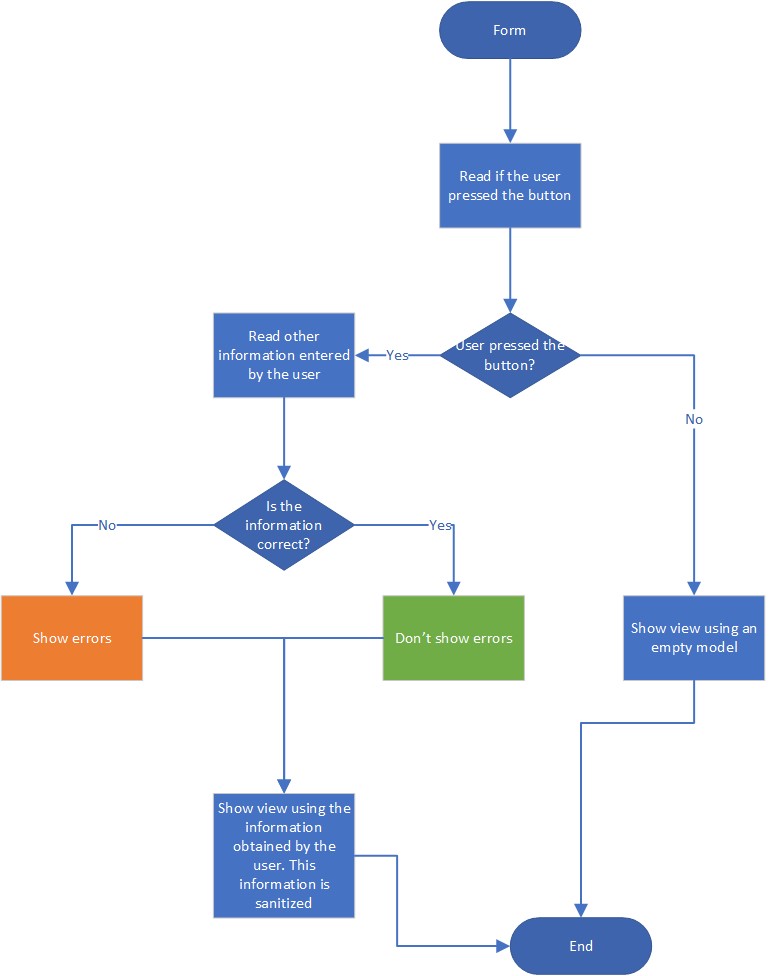 Form
Read if the user
pressed the button
User pressed the
button?
Yes
No
Read other
information entered
by the user
Is the
information
correct?
No
Yes
Show errors
Don’t show errors
Show view using an
empty model
Show view using the
information
obtained by the
user. This
information is
sanitized
End